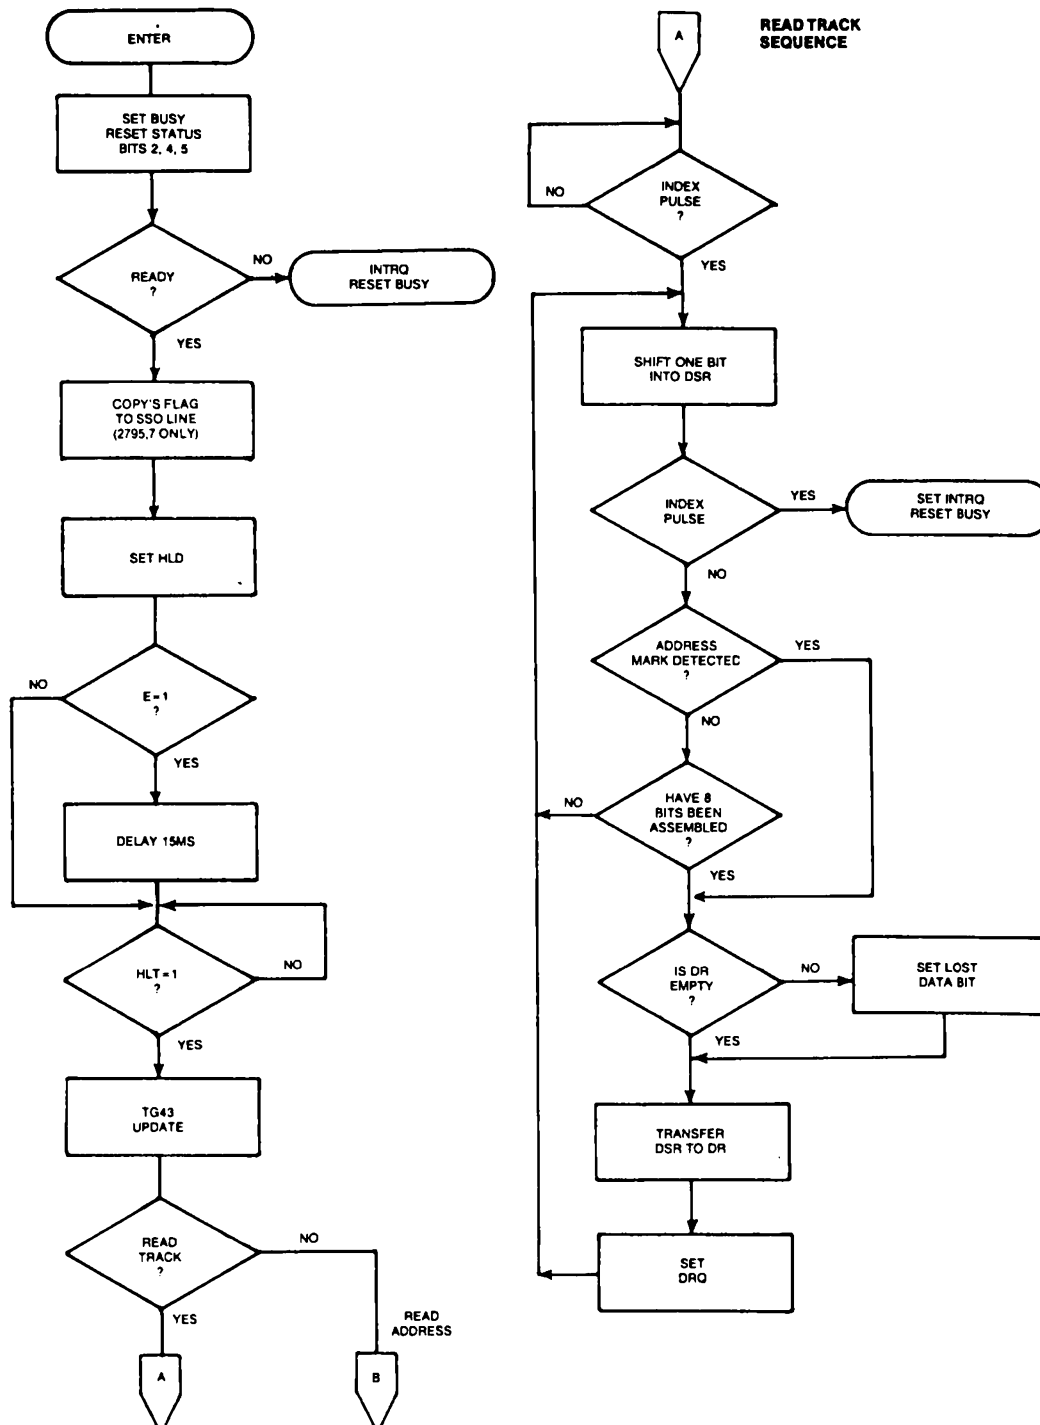 ENTER
SET BUSY
RESET STATUS
BITS 2, 4, 5
READY
?
NO
INTRQ
RESET BUSY
YES
COPY'S FLAG
TO SSO LINE
(2795,7 ONLY)
SET HLD
NO
E=1
?
YES
DELAY 15MS
HLT=1
?
NO
YES
TG43
UPDATE
READ
TRACK
?
NO
YES
READ
ADDRESS
A
B
A
READ TRACK
SEQUENCE
NO
INDEX
PULSE
?
YES
SHIFT ONE BIT
INTO DSR
INDEX
PULSE
YES
SET INTRQ
RESET BUSY
NO
ADDRESS
MARK DETECTED
?
YES
NO
NO
HAVE 8
BITS BEEN
ASSEMBLED
?
YES
IS DR
EMPTY
?
NO
SET LOST
DATA BIT
YES
TRANSFER
DSR TO DR
SET
DRQ